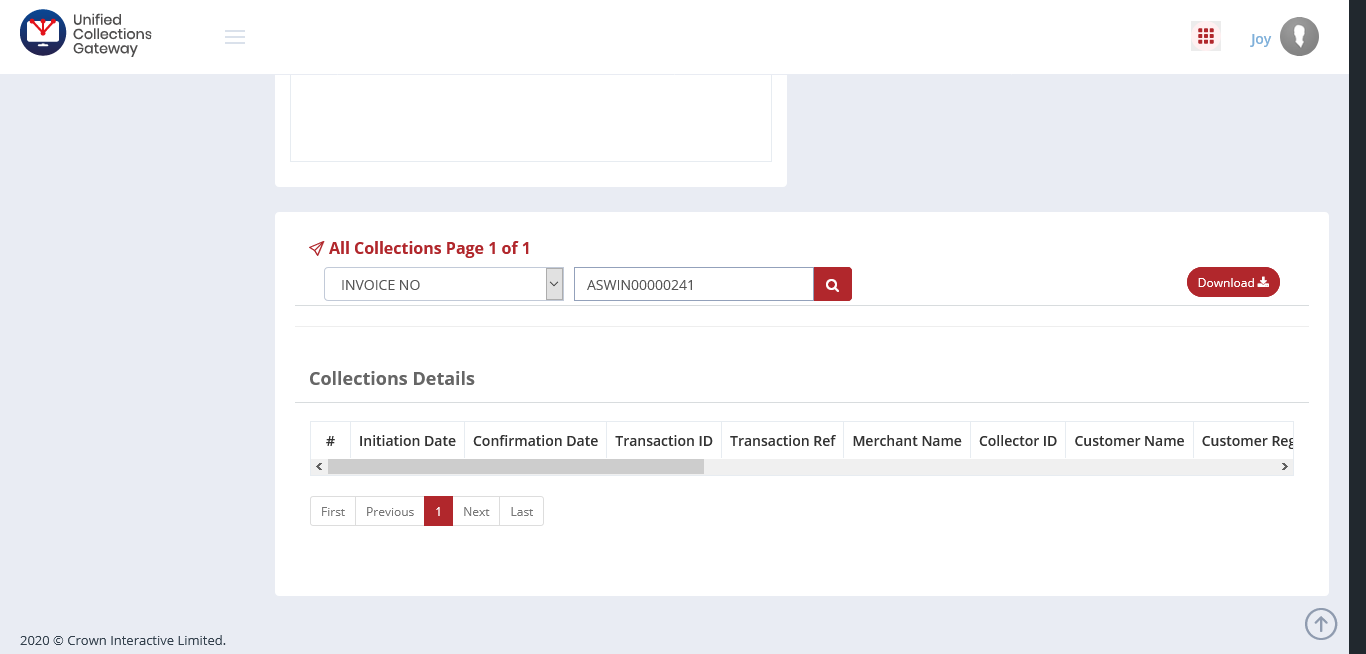 Unified
Collections
Gateway
Joy
All Collections Page 1 of 1
INVOICE NO
ASWIN00000241
Download
Collections Details
# Initiation Date Confirmation Date Transaction ID Transaction Ref Merchant Name Collector ID Customer Name Customer Reg
First Previous 1 Next Last
2020 © Crown Interactive Limited.